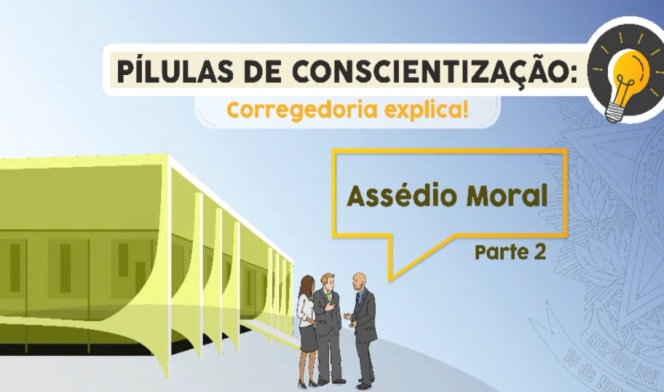 PÍLULAS DE CONSCIENTIZAÇÃO:
Corregedoria explica!
Assédio Moral
Parte 2